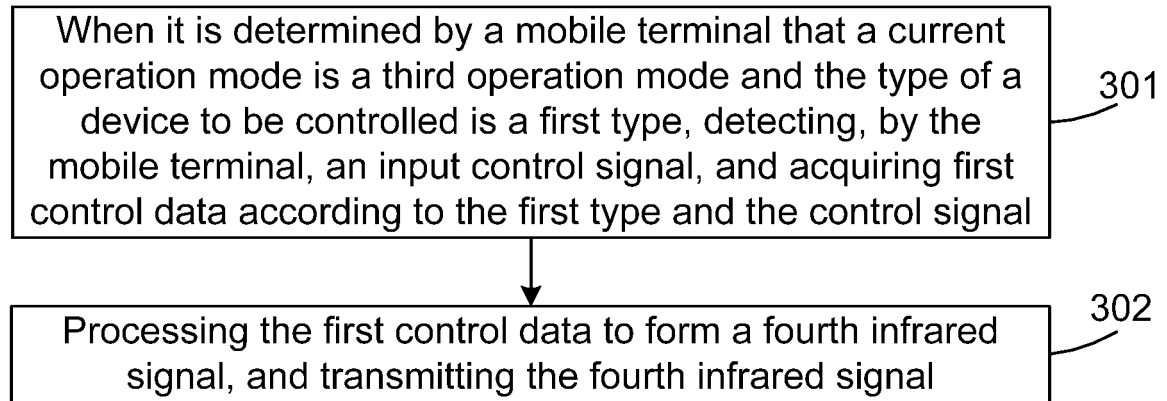 When it is determined by a mobile terminal that a current
operation mode is a third operation mode and the type of a
device to be controlled is a first type, detecting, by the
mobile terminal, an input control signal, and acquiring first
control data according to the first type and the control signal
301
Processing the first control data to form a fourth infrared
signal, and transmitting the fourth infrared signal
302